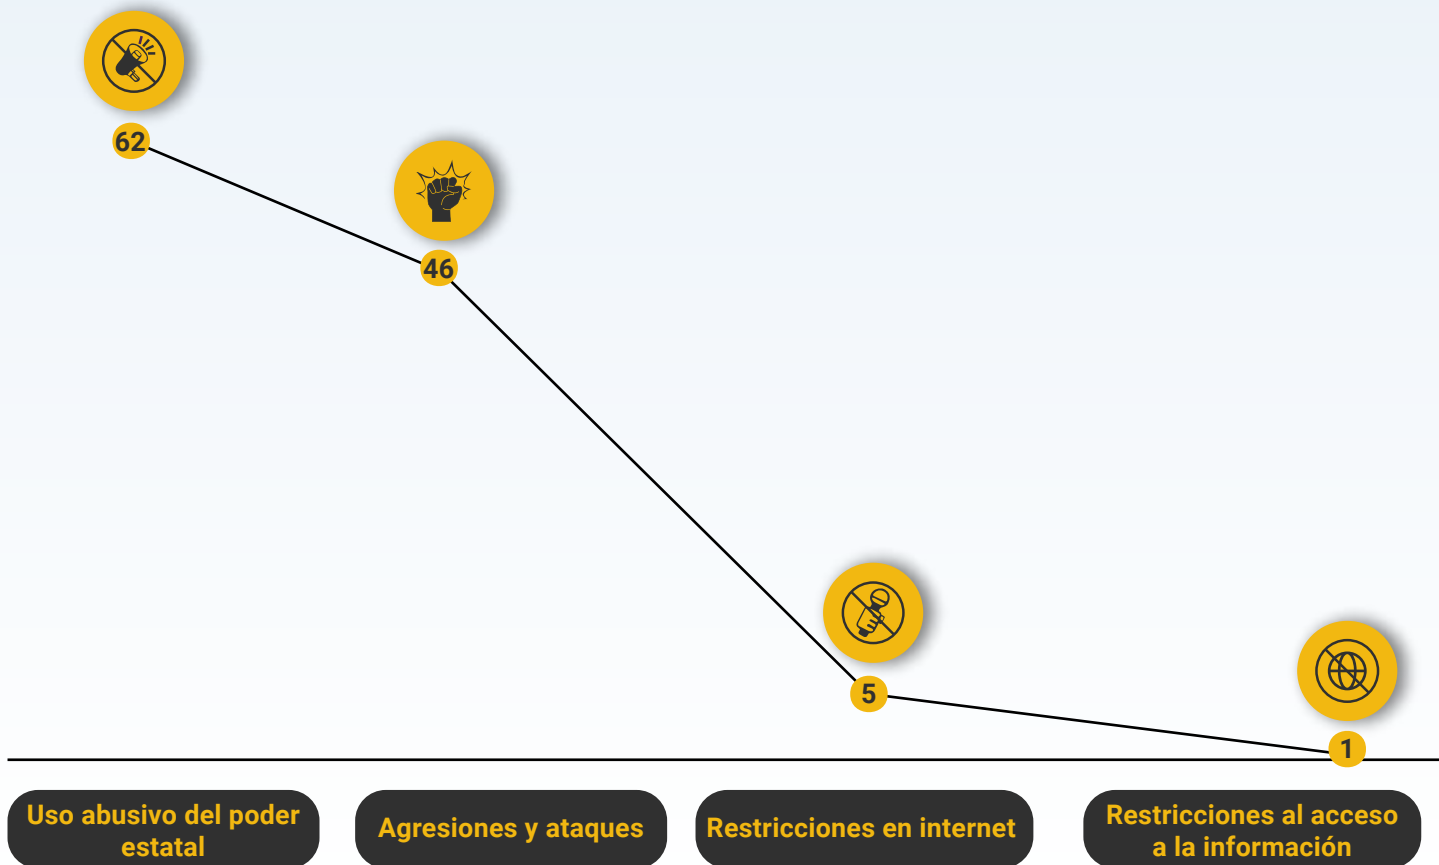 62
46
5
1
Uso abusivo del poder
estatal
Agresiones y ataques
Restricciones en internet
Restricciones al acceso
a la información